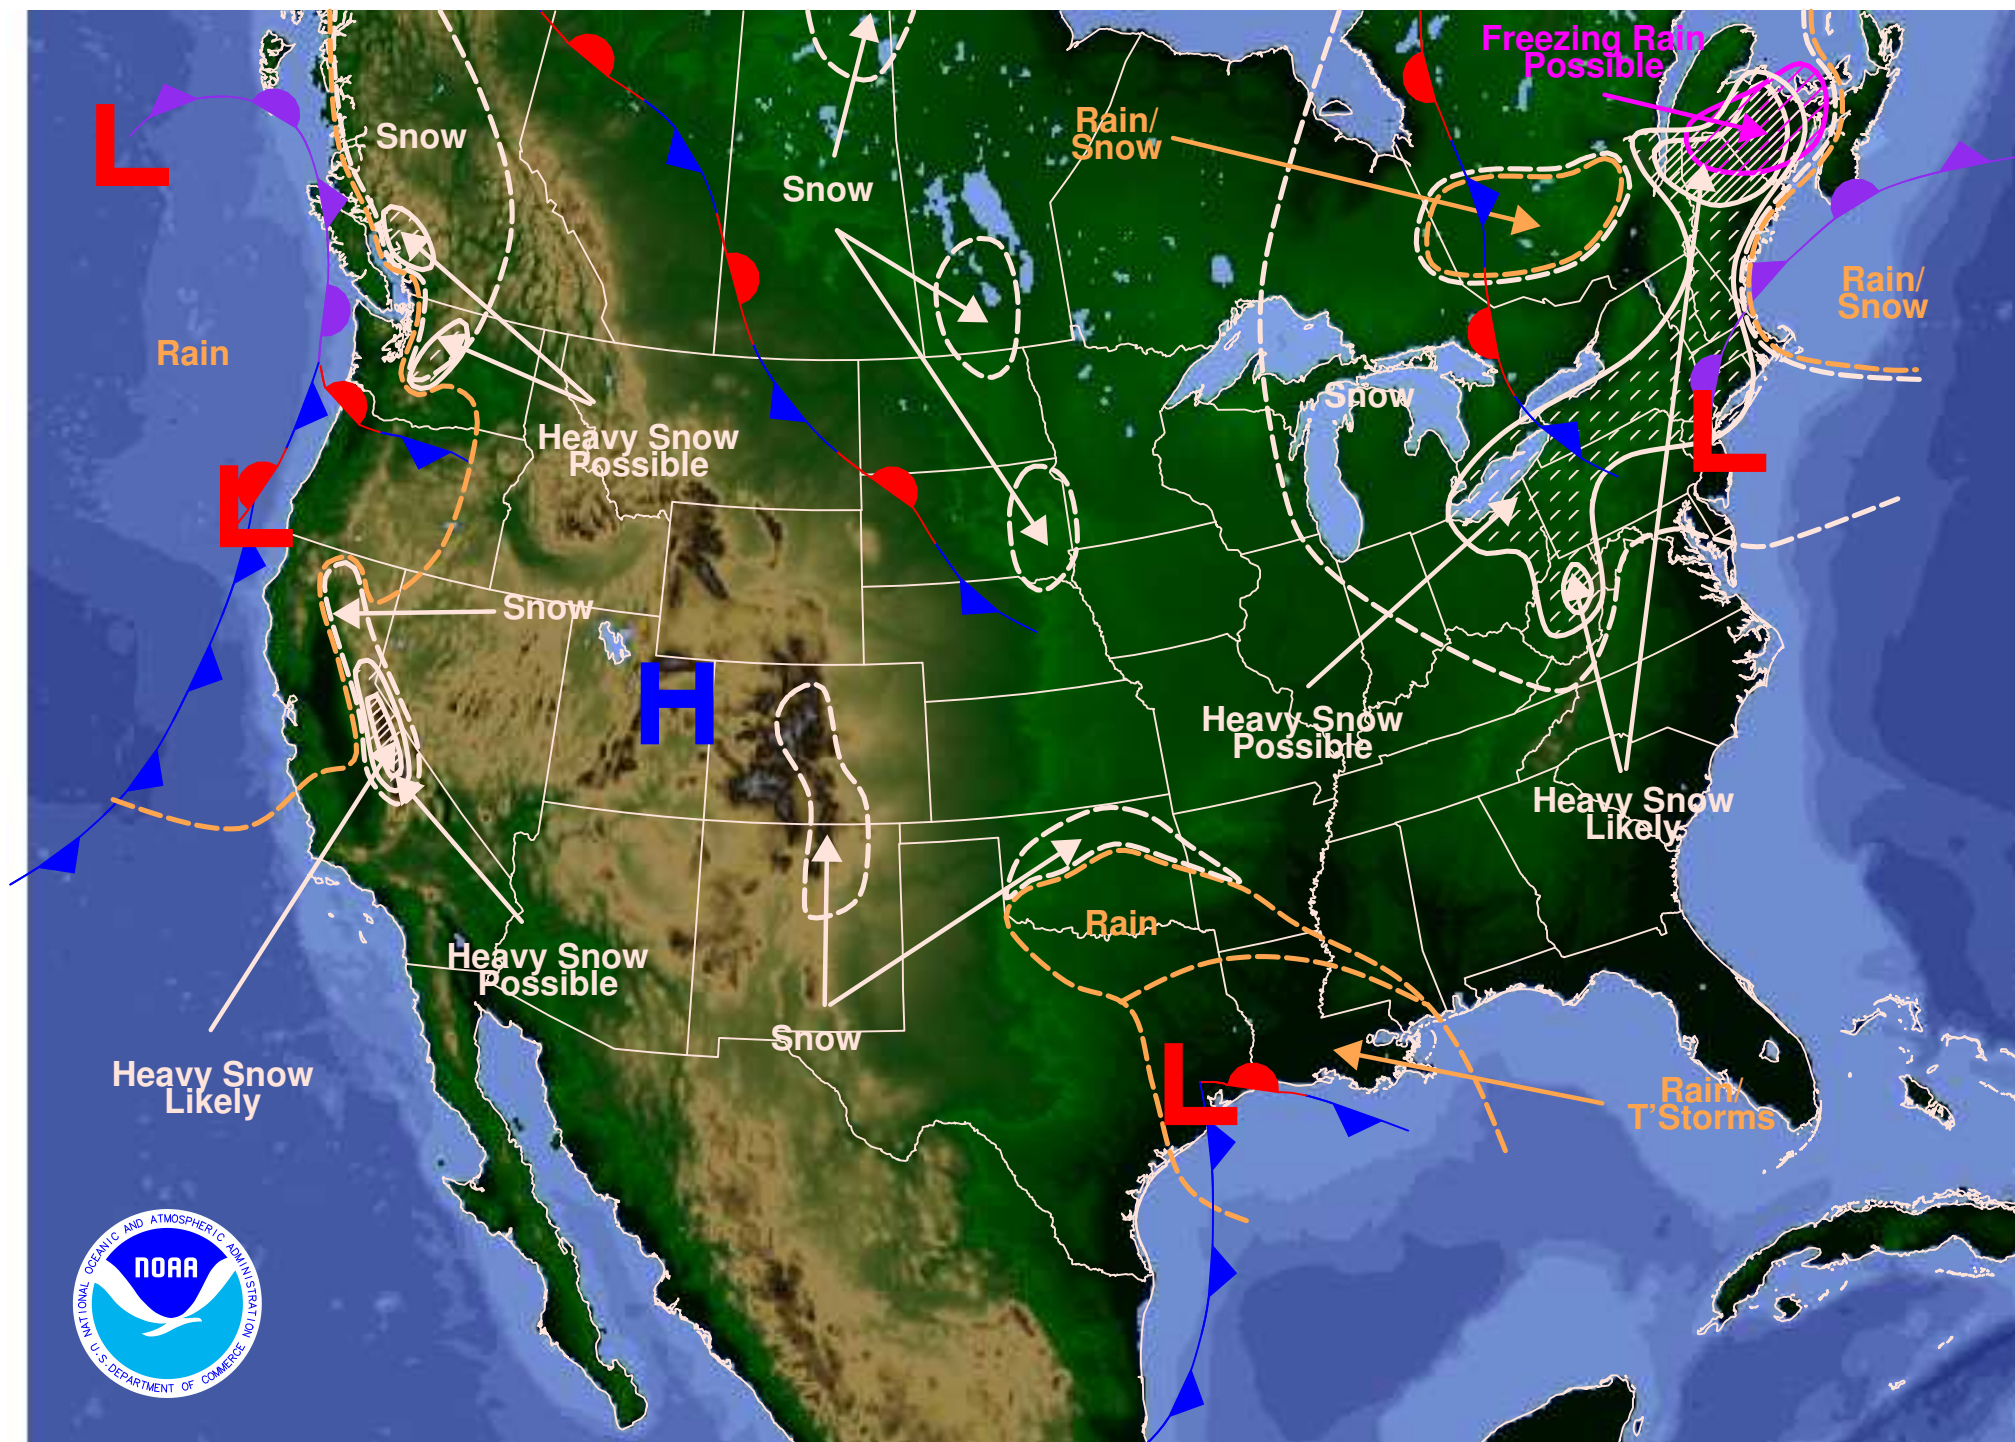 Freezing Rain
Possible
L
Snow
Rain/
Snow
Snow
Rain/
Snow
Rain
Snow
Heavy Snow
Possible
L
L
Snow
H
Heavy Snow
Possible
Heavy Snow
Likely
Rain
Heavy Snow
Possible
Snow
L
Heavy Snow
Likely
Rain/
T'Storms
NATIONAL OCEANIC AND ATMOSPHERIC ADMINISTRATION
NOAA
U.S. DEPARTMENT OF COMMERCE